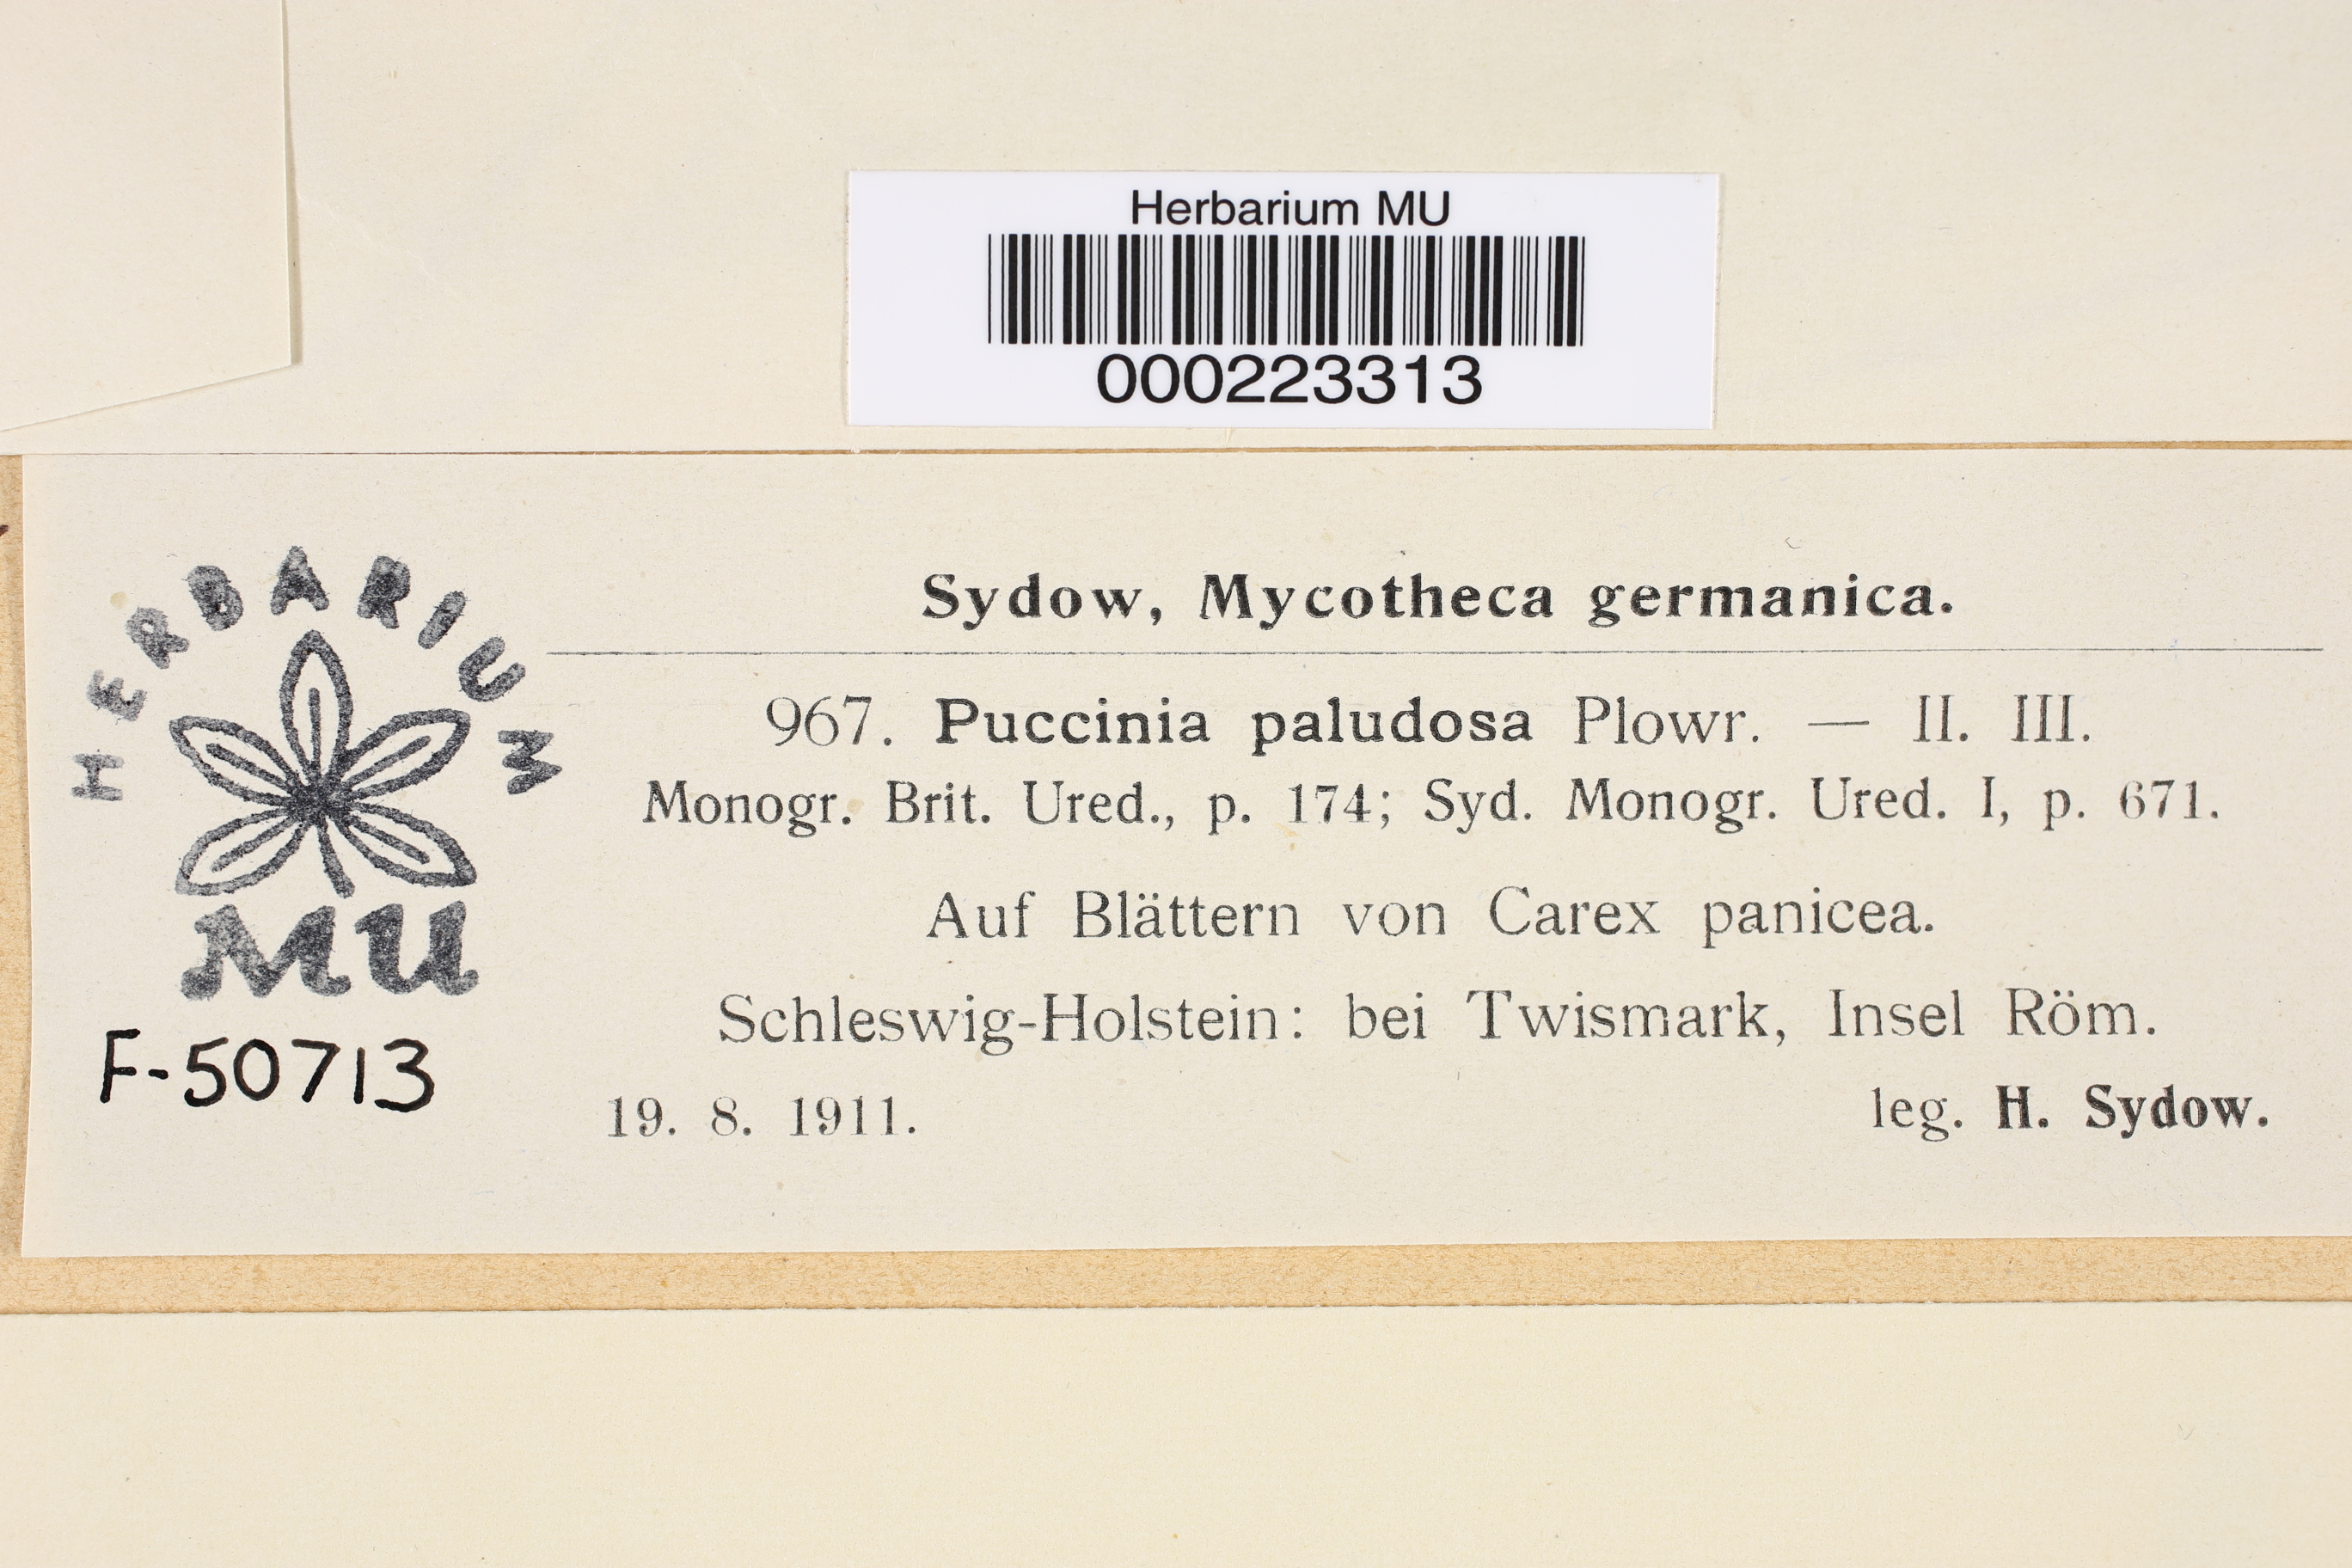 Herbarium MU
000223313
HERBARIUM
MU
F-50713
Sydow, Mycotheca germanica.
967. Puccinia paludosa Plowr. — II. III.
Monogr. Brit. Ured., p. 174; Syd. Monogr. Ured. I, p. 671.
Auf Blättern von Carex panicea.
Schleswig-Holstein: bei Twismark, Insel Röm.
19. 8. 1911. leg. H. Sydow.